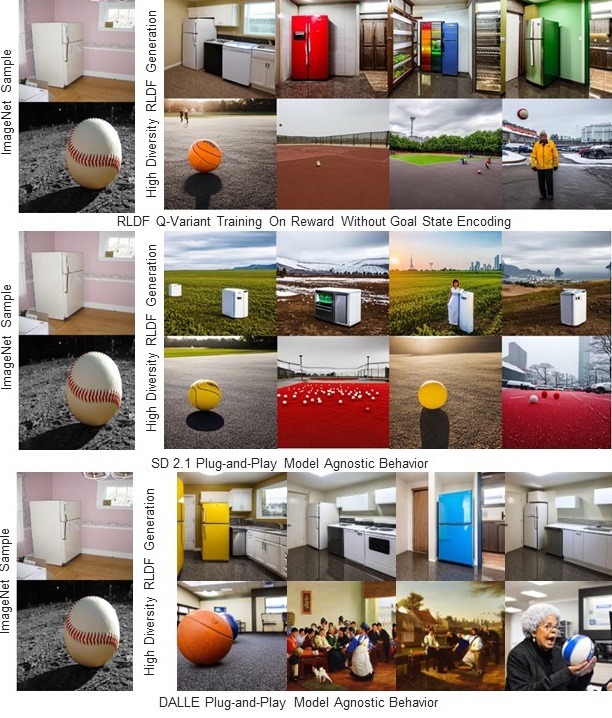 ImageNet Sample
High Diversity RLDF Generation
RLDF Q-Variant Training On Reward Without Goal State Encoding
ImageNet Sample
High Diversity RLDF Generation
SD 2.1 Plug-and-Play Model Agnostic Behavior
ImageNet Sample
High Diversity RLDF Generation
DALLE Plug-and-Play Model Agnostic Behavior